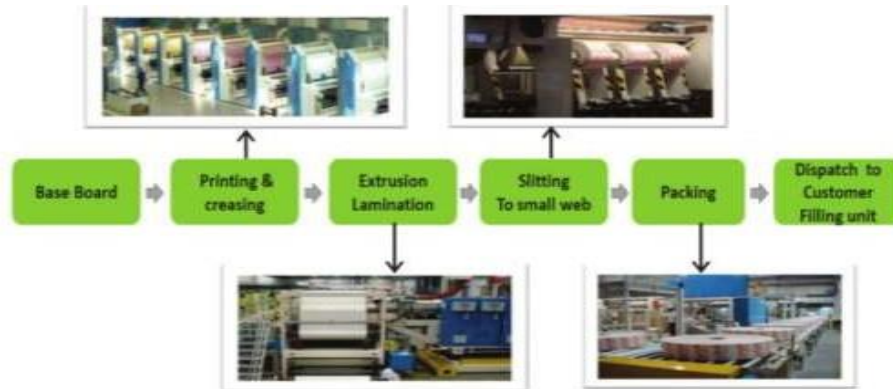 Base Board
Printing &
creasing
Extrusion
Lamination
Slitting
To small web
Packing
Dispatch to
Customer
Filling unit